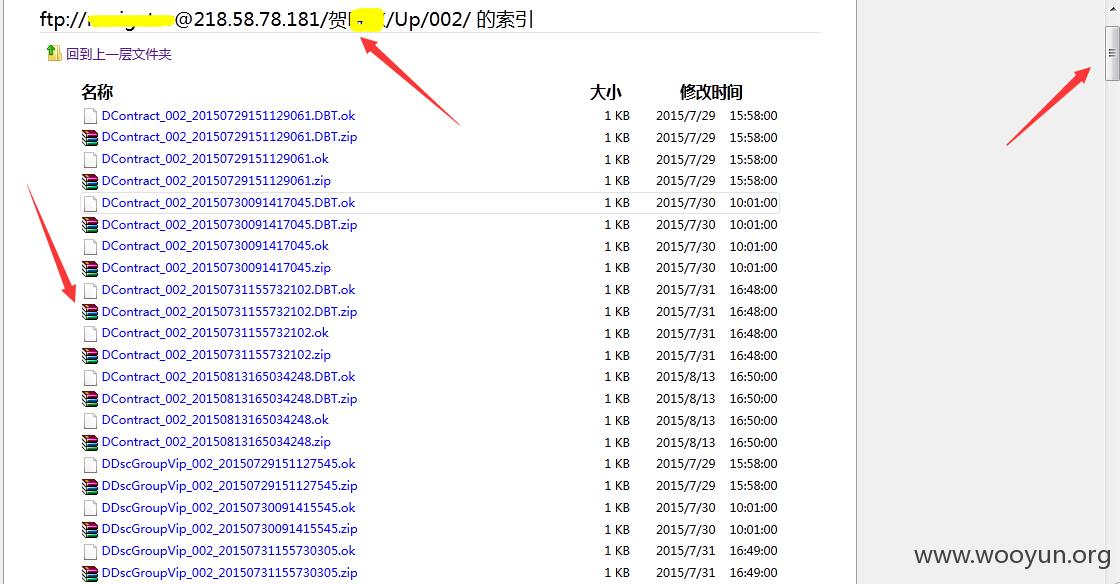 ftp:// @218.58.78.181/贺 /Up/002/ 的索引
回到上一层文件夹
名称 大小 修改时间
DContract_002_20150729151129061.DBT.ok 1 KB 2015/7/29 15:58:00
DContract_002_20150729151129061.DBT.zip 1 KB 2015/7/29 15:58:00
DContract_002_20150729151129061.ok 1 KB 2015/7/29 15:58:00
DContract_002_20150729151129061.zip 1 KB 2015/7/29 15:58:00
DContract_002_20150730091417045.DBT.ok 1 KB 2015/7/30 10:01:00
DContract_002_20150730091417045.DBT.zip 1 KB 2015/7/30 10:01:00
DContract_002_20150730091417045.ok 1 KB 2015/7/30 10:01:00
DContract_002_20150730091417045.zip 1 KB 2015/7/30 10:01:00
DContract_002_20150731155732102.DBT.ok 1 KB 2015/7/31 16:48:00
DContract_002_20150731155732102.DBT.zip 1 KB 2015/7/31 16:48:00
DContract_002_20150731155732102.ok 1 KB 2015/7/31 16:48:00
DContract_002_20150731155732102.zip 1 KB 2015/7/31 16:48:00
DContract_002_20150813165034248.DBT.ok 1 KB 2015/8/13 16:50:00
DContract_002_20150813165034248.DBT.zip 1 KB 2015/8/13 16:50:00
DContract_002_20150813165034248.ok 1 KB 2015/8/13 16:50:00
DContract_002_20150813165034248.zip 1 KB 2015/8/13 16:50:00
DDscGroupVip_002_20150729151127545.ok 1 KB 2015/7/29 15:58:00
DDscGroupVip_002_20150729151127545.zip 1 KB 2015/7/29 15:58:00
DDscGroupVip_002_20150730091415545.ok 1 KB 2015/7/30 10:01:00
DDscGroupVip_002_20150730091415545.zip 1 KB 2015/7/30 10:01:00
DDscGroupVip_002_20150731155730305.ok 1 KB 2015/7/31 16:49:00
DDscGroupVip_002_20150731155730305.zip 1 KB 2015/7/31 16:49:00
www.wooyun.org